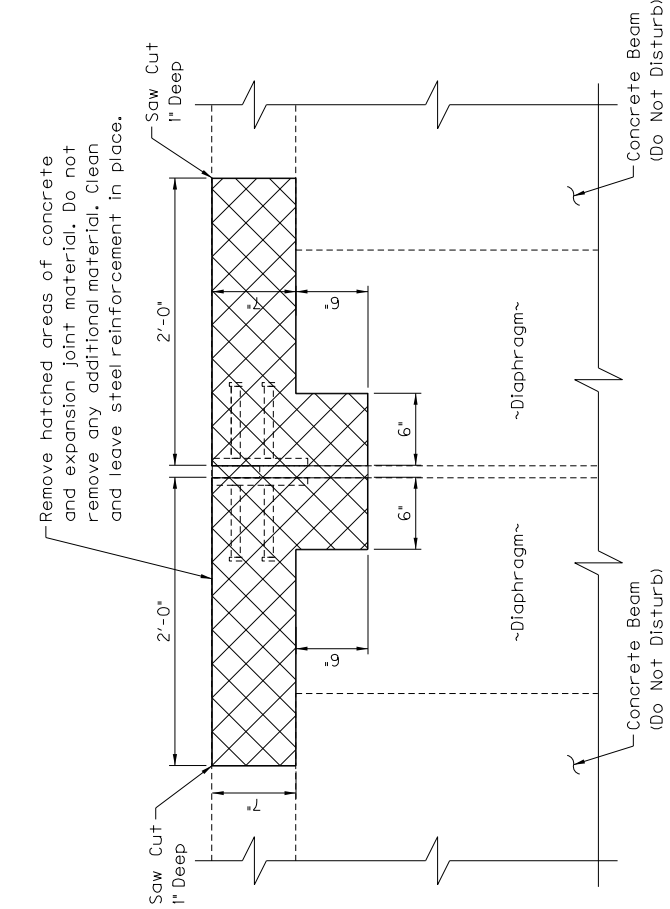 Remove hatched areas of concrete
and expansion joint material. Do not
remove any additional material. Clean
and leave steel reinforcement in place.
Saw Cut
1" Deep
2'-0"
2'-0"
Saw Cut
1" Deep
7"
7"
6"
6"
6"
6"
~Diaphragm~
~Diaphragm~
Concrete Beam
(Do Not Disturb)
Concrete Beam
(Do Not Disturb)